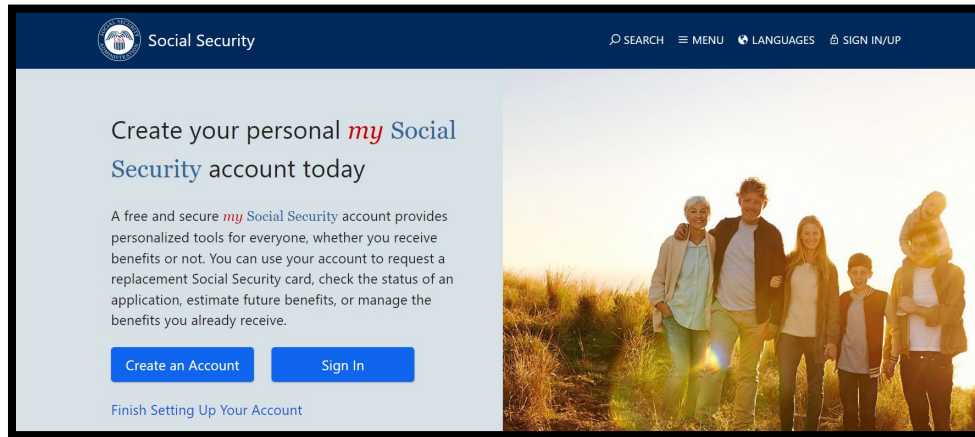 Social Security
SEARCH
MENU
LANGUAGES
SIGN IN/UP
Create your personal my Social
Security account today
A free and secure my Social Security account provides
personalized tools for everyone, whether you receive
benefits or not. You can use your account to request a
replacement Social Security card, check the status of an
application, estimate future benefits, or manage the
benefits you already receive.
Create an Account
Sign In
Finish Setting Up Your Account